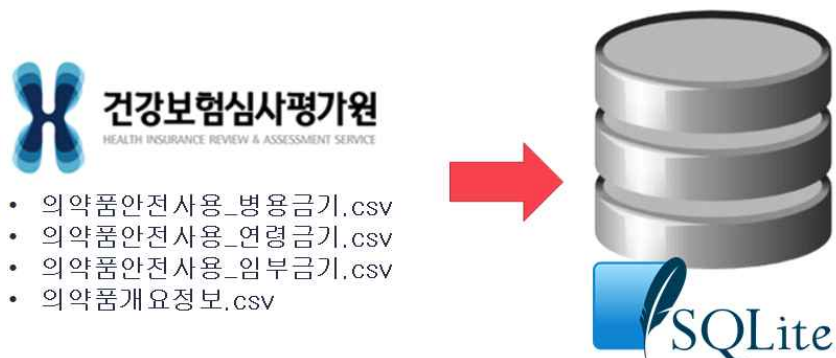 건강보험심사평가원
HEALTH INSURANCE REVIEW & ASSESSMENT SERVICE
• 의약품안전사용_병용금기.csv
• 의약품안전사용_연령금기.csv
• 의약품안전사용_임부금기.csv
• 의약품개요정보.csv
SQLite